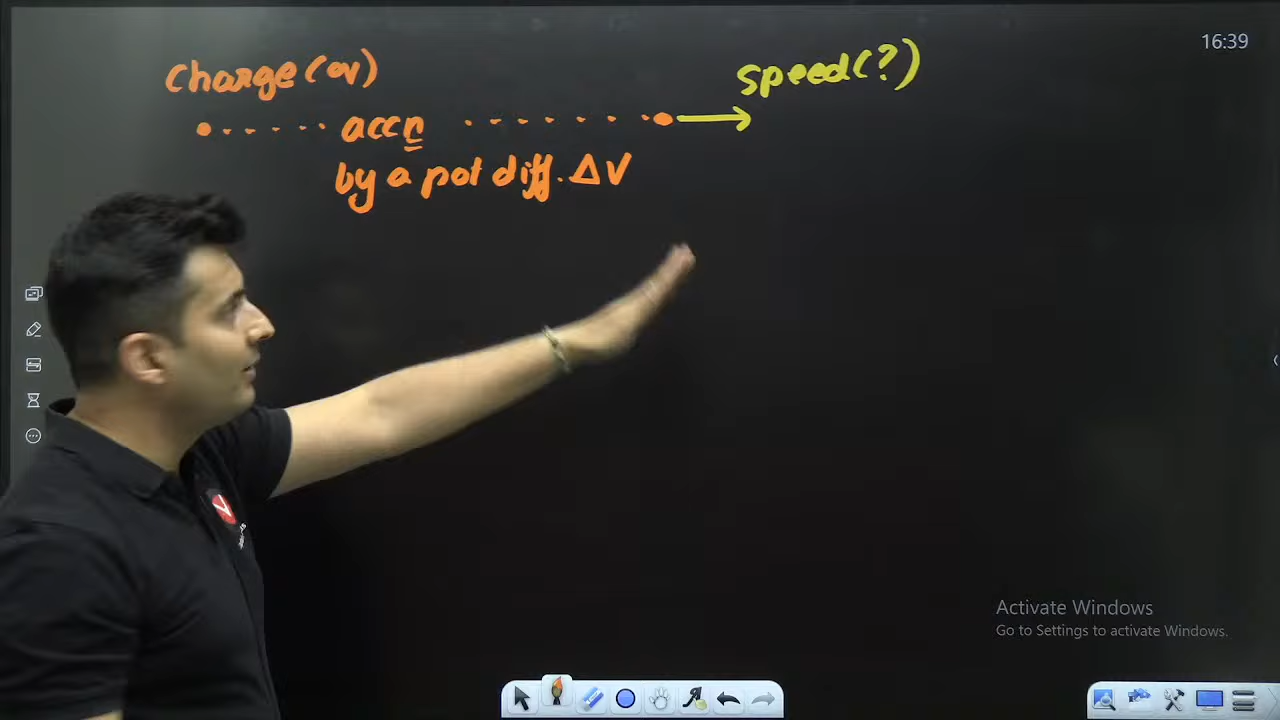 16:39
charge(q)
speed(?)
accn
by a pot diff. ΔV
Activate Windows
Go to Settings to activate Windows.